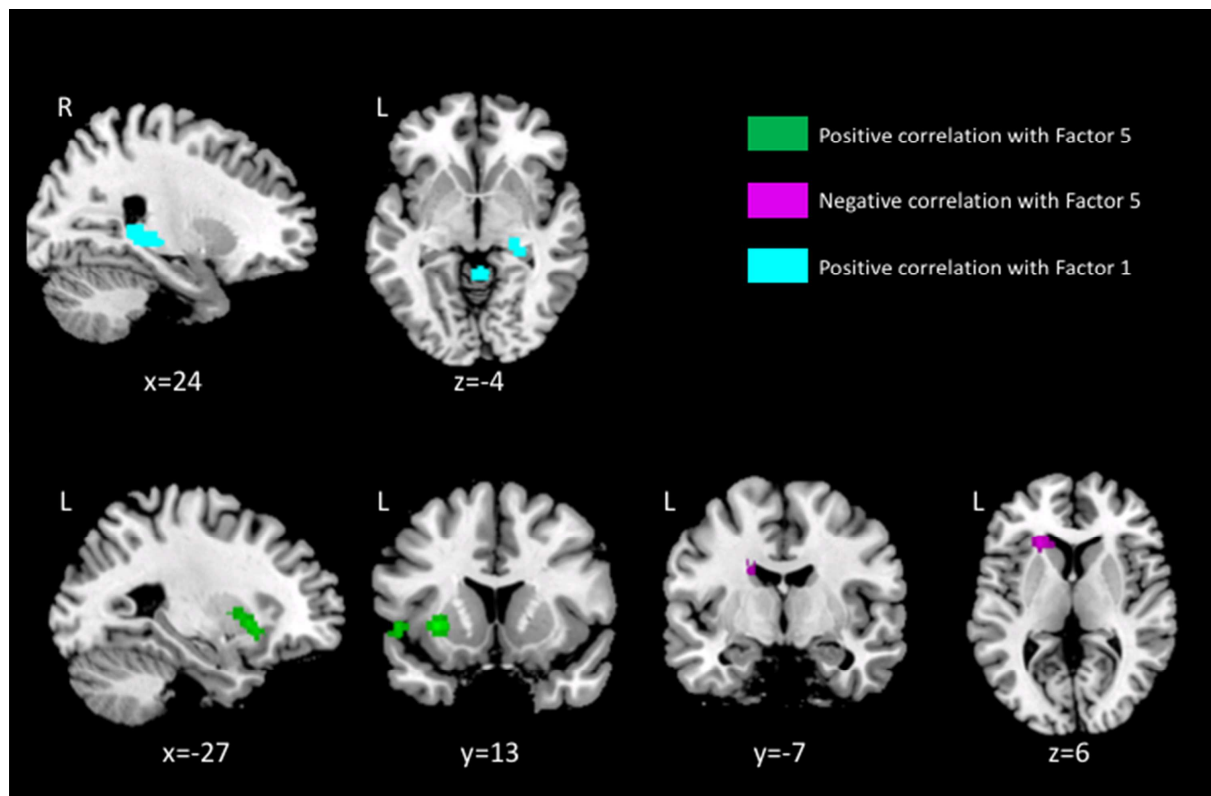 R
L
Positive correlation with Factor 5
Negative correlation with Factor 5
Positive correlation with Factor 1
x=24
z=-4
L
L
L
L
x=-27
y=13
y=-7
z=6